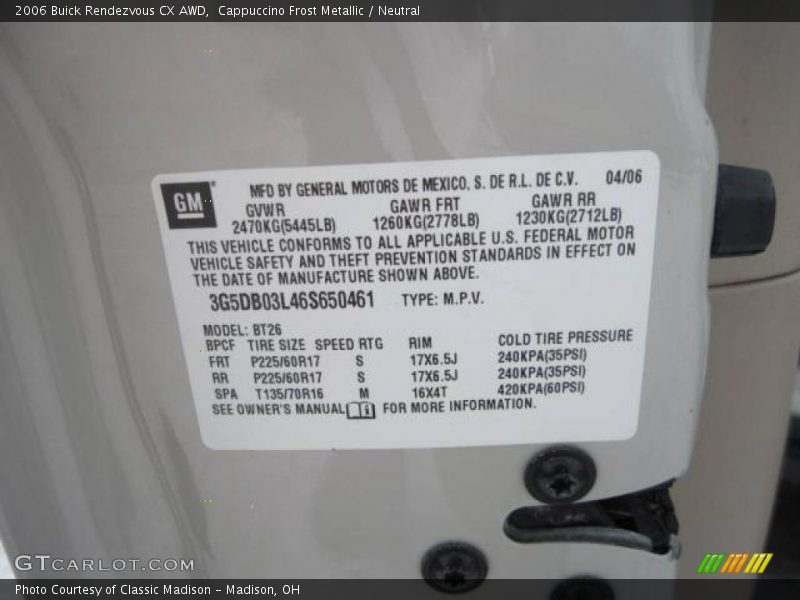 2006 Buick Rendezvous CX AWD,  Cappuccino Frost Metallic / Neutral
GM
MFD BY GENERAL MOTORS DE MEXICO, S. DE R.L. DE C.V. 04/06
GVWR GAWR FRT GAWR RR
2470KG(5445LB) 1260KG(2778LB) 1230KG(2712LB)
THIS VEHICLE CONFORMS TO ALL APPLICABLE U.S. FEDERAL MOTOR
VEHICLE SAFETY AND THEFT PREVENTION STANDARDS IN EFFECT ON
THE DATE OF MANUFACTURE SHOWN ABOVE.
3G5DB03L46S650461 TYPE: M.P.V.
MODEL: BT26
BPCF TIRE SIZE SPEED RTG RIM COLD TIRE PRESSURE
FRT P225/60R17 S 17X6.5J 240KPA(35PSI)
RR P225/60R17 S 17X6.5J 240KPA(35PSI)
SPA T135/70R16 M 16X4T 420KPA(60PSI)
SEE OWNER'S MANUAL FOR MORE INFORMATION.
GTCARLOT.COM
Photo Courtesy of Classic Madison - Madison, OH